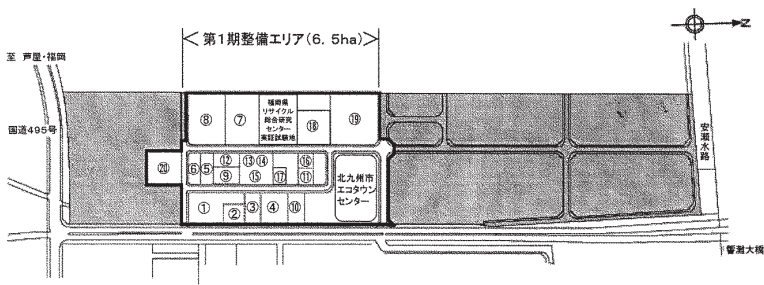 <第1期整備エリア(6.5ha)>
N
至 芦屋・福岡
国道495号
安瀬水路
⑧
⑦
福岡県
リサイクル
総合研究
センター
実証試験地
⑱
⑲
⑳
⑥
⑤
⑫
⑬
⑭
⑯
⑨
⑮
⑰
⑪
北九州市
エコタウン
センター
①
②
③
④
⑩
響灘大橋